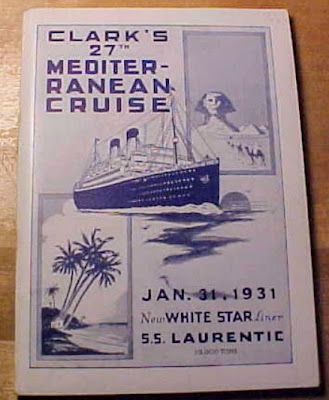 CLARK'S
27TH
MEDITER-
RANEAN
CRUISE
JAN. 31, 1931
New WHITE STAR Liner
S.S. LAURENTIC